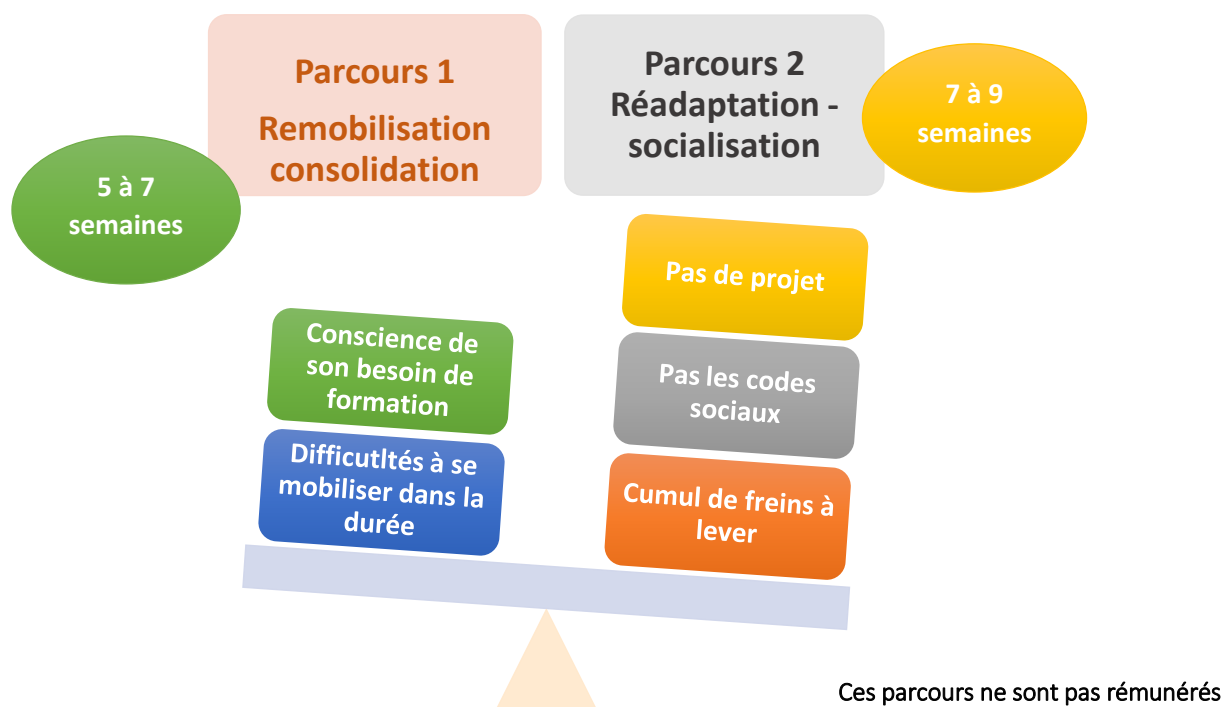 Parcours 1
Remobilisation
consolidation
5 à 7
semaines
Conscience de
son besoin de
formation
Difficutltés à se
mobiliser dans la
durée
Parcours 2
Réadaptation -
socialisation
7 à 9
semaines
Pas de projet
Pas les codes
sociaux
Cumul de freins à
lever
Ces parcours ne sont pas rémunérés